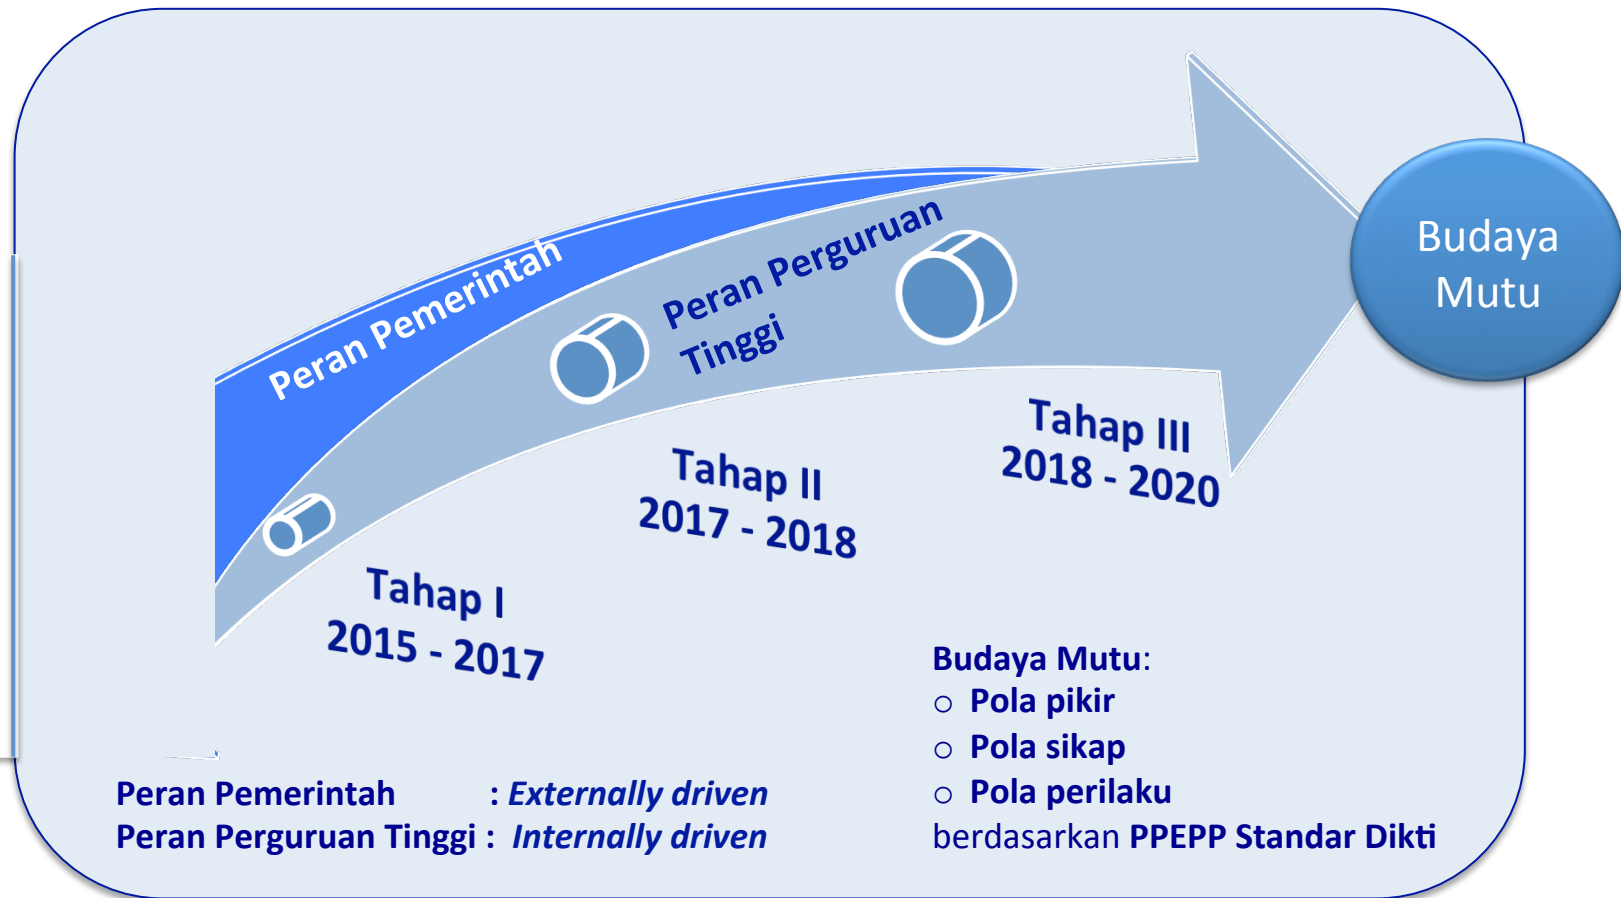 Peran Pemerintah
Peran Perguruan
Tinggi
Budaya
Mutu
Tahap I
2015 - 2017
Tahap II
2017 - 2018
Tahap III
2018 - 2020
Peran Pemerintah : Externally driven
Peran Perguruan Tinggi : Internally driven
Budaya Mutu:
o Pola pikir
o Pola sikap
o Pola perilaku
berdasarkan PPEPP Standar Dikti